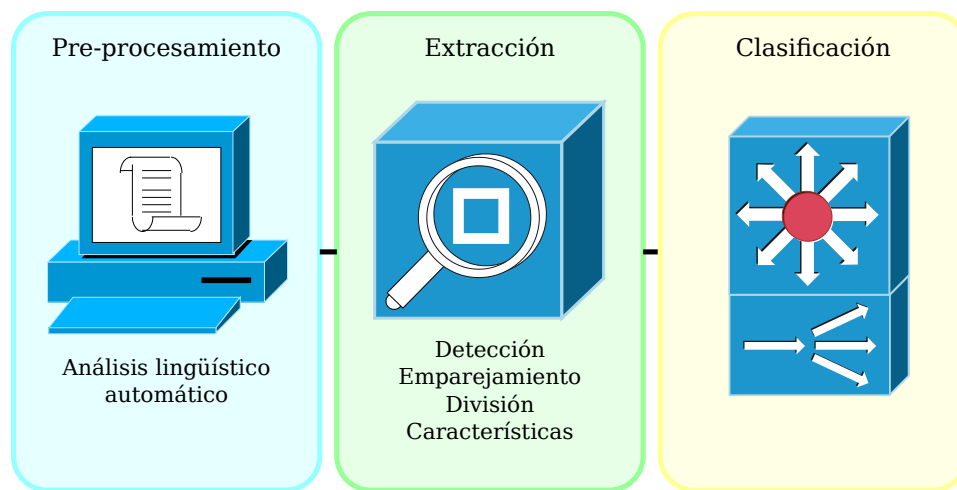 Pre-procesamiento
Análisis lingüístico
automático
Extracción
Detección
Emparejamiento
División
Características
Clasificación